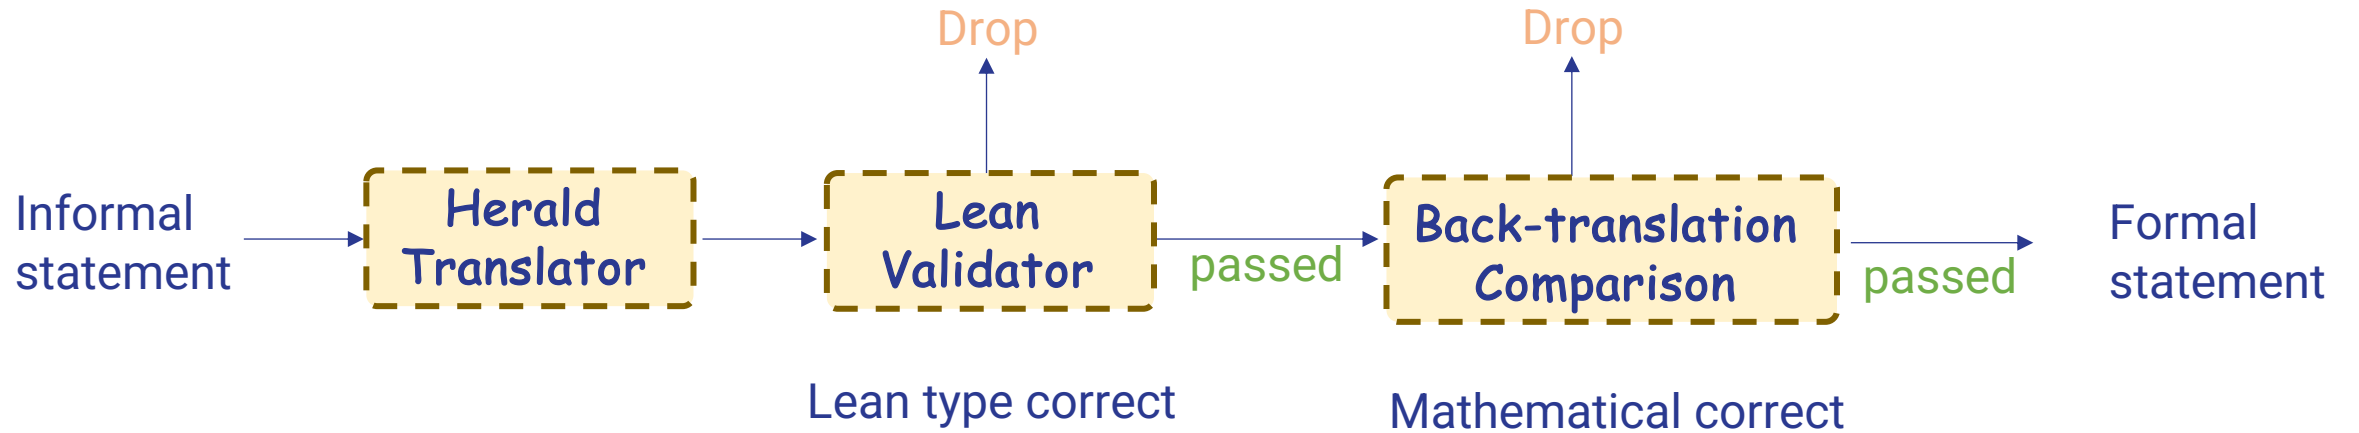 Drop
Drop
Informal
statement
Herald
Translator
Lean
Validator
passed
Back-translation
Comparison
passed
Formal
statement
Lean type correct
Mathematical correct